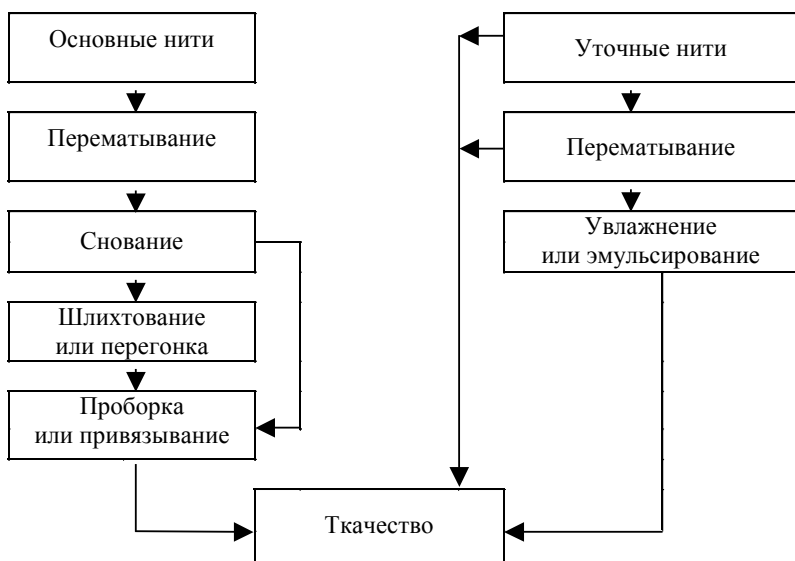 Основные нити
Перематывание
Снование
Шлихтование
или перегонка
Проборка
или привязывание
Уточные нити
Перематывание
Увлажнение
или эмульсирование
Ткачество